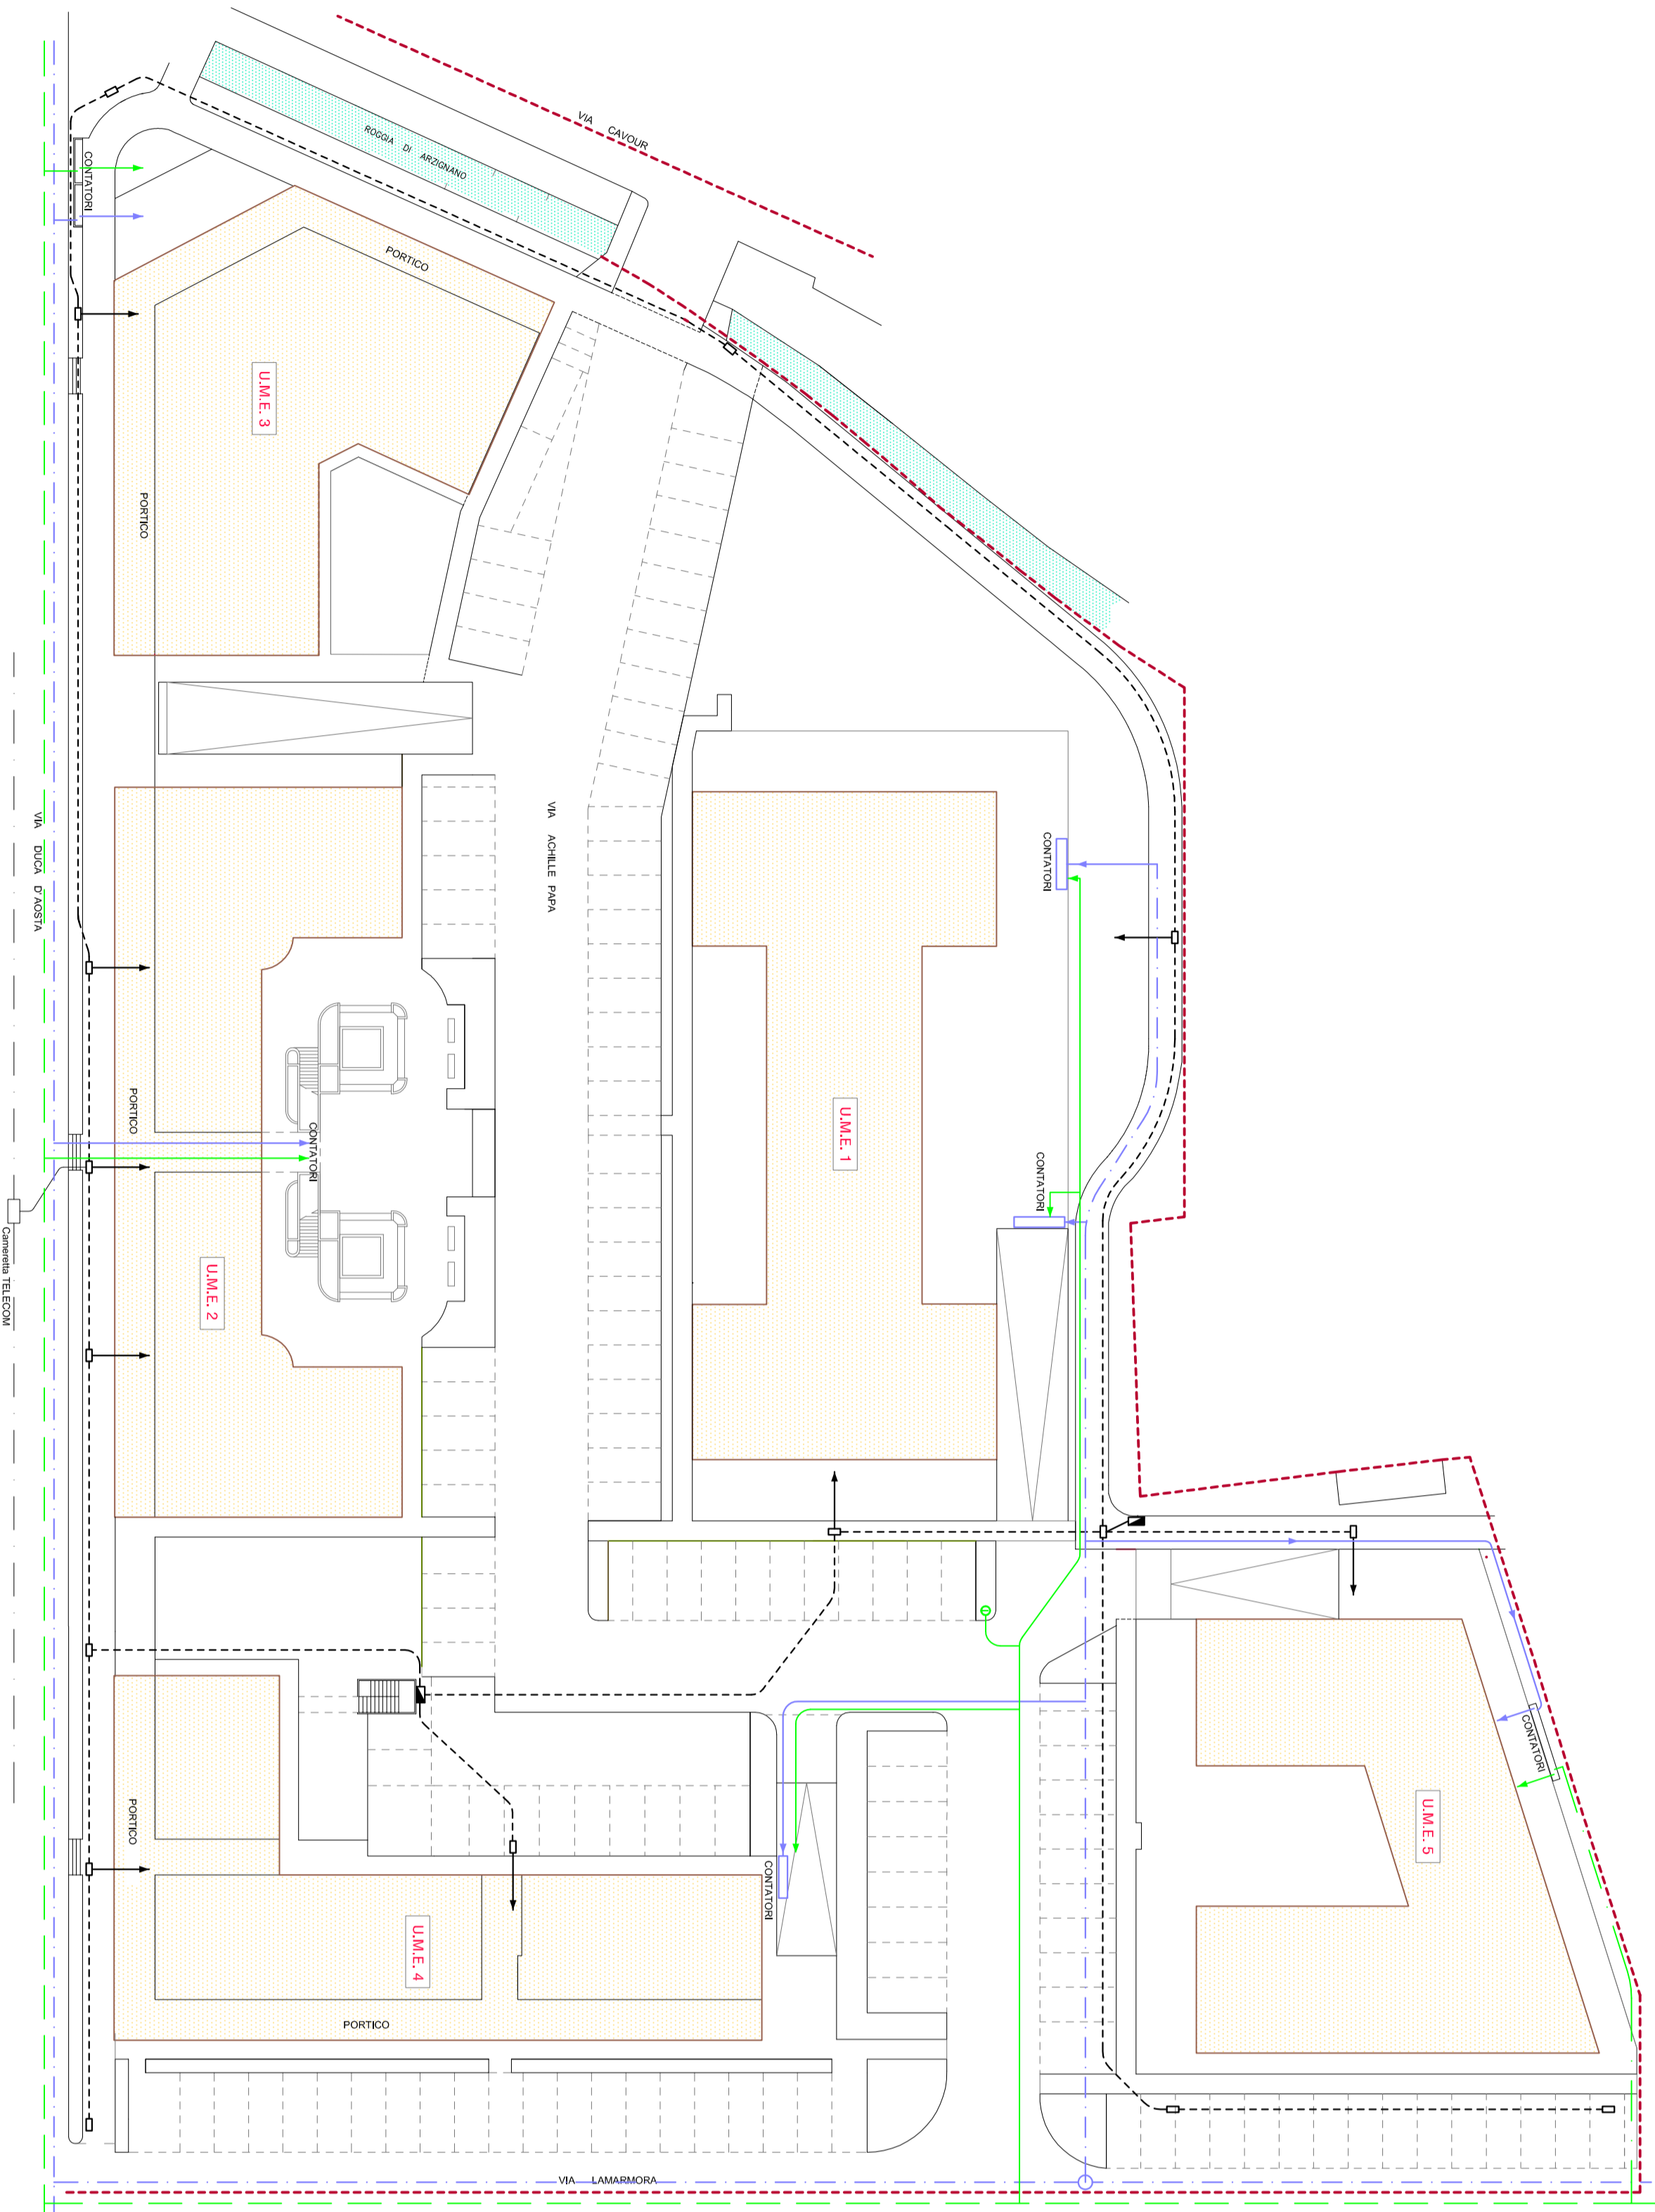 VIA CAVOUR
ROGGIA DI ARZIGNANO
CONTATORI
PORTICO
U.M.E. 3
PORTICO
VIA ACHILLE PAPA
CONTATORI
VIA DUCA D'AOSTA
PORTICO
CONTATORI
U.M.E. 1
CONTATORI
U.M.E. 2
Cameretta TELECOM
CONTATORI
U.M.E. 5
PORTICO
CONTATORI
U.M.E. 4
PORTICO
VIA LAMARMORA